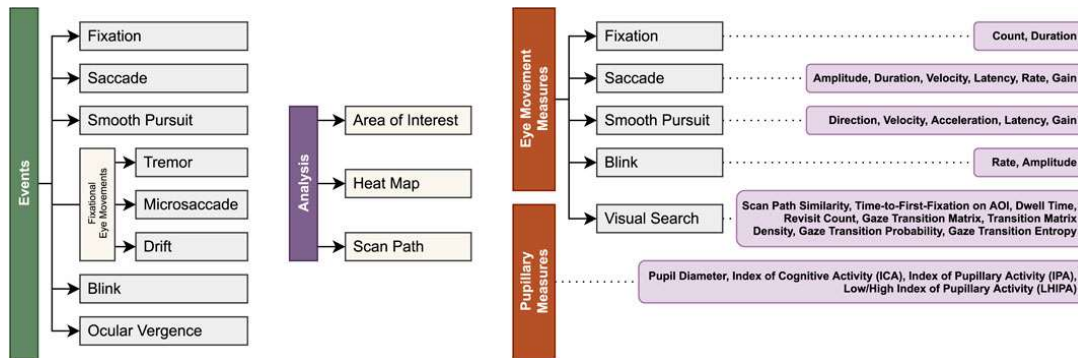 Events
Fixation
Saccade
Smooth Pursuit
Fixational
Eye Movements
Tremor
Microsaccade
Drift
Blink
Ocular Vergence
Analysis
Area of Interest
Heat Map
Scan Path
Eye Movement
Measures
Fixation
Count, Duration
Saccade
Amplitude, Duration, Velocity, Latency, Rate, Gain
Smooth Pursuit
Direction, Velocity, Acceleration, Latency, Gain
Blink
Rate, Amplitude
Visual Search
Scan Path Similarity, Time-to-First-Fixation on AOI, Dwell Time,
Revisit Count, Gaze Transition Matrix, Transition Matrix
Density, Gaze Transition Probability, Gaze Transition Entropy
Pupillary
Measures
Pupil Diameter, Index of Cognitive Activity (ICA), Index of Pupillary Activity (IPA),
Low/High Index of Pupillary Activity (LHIPA)